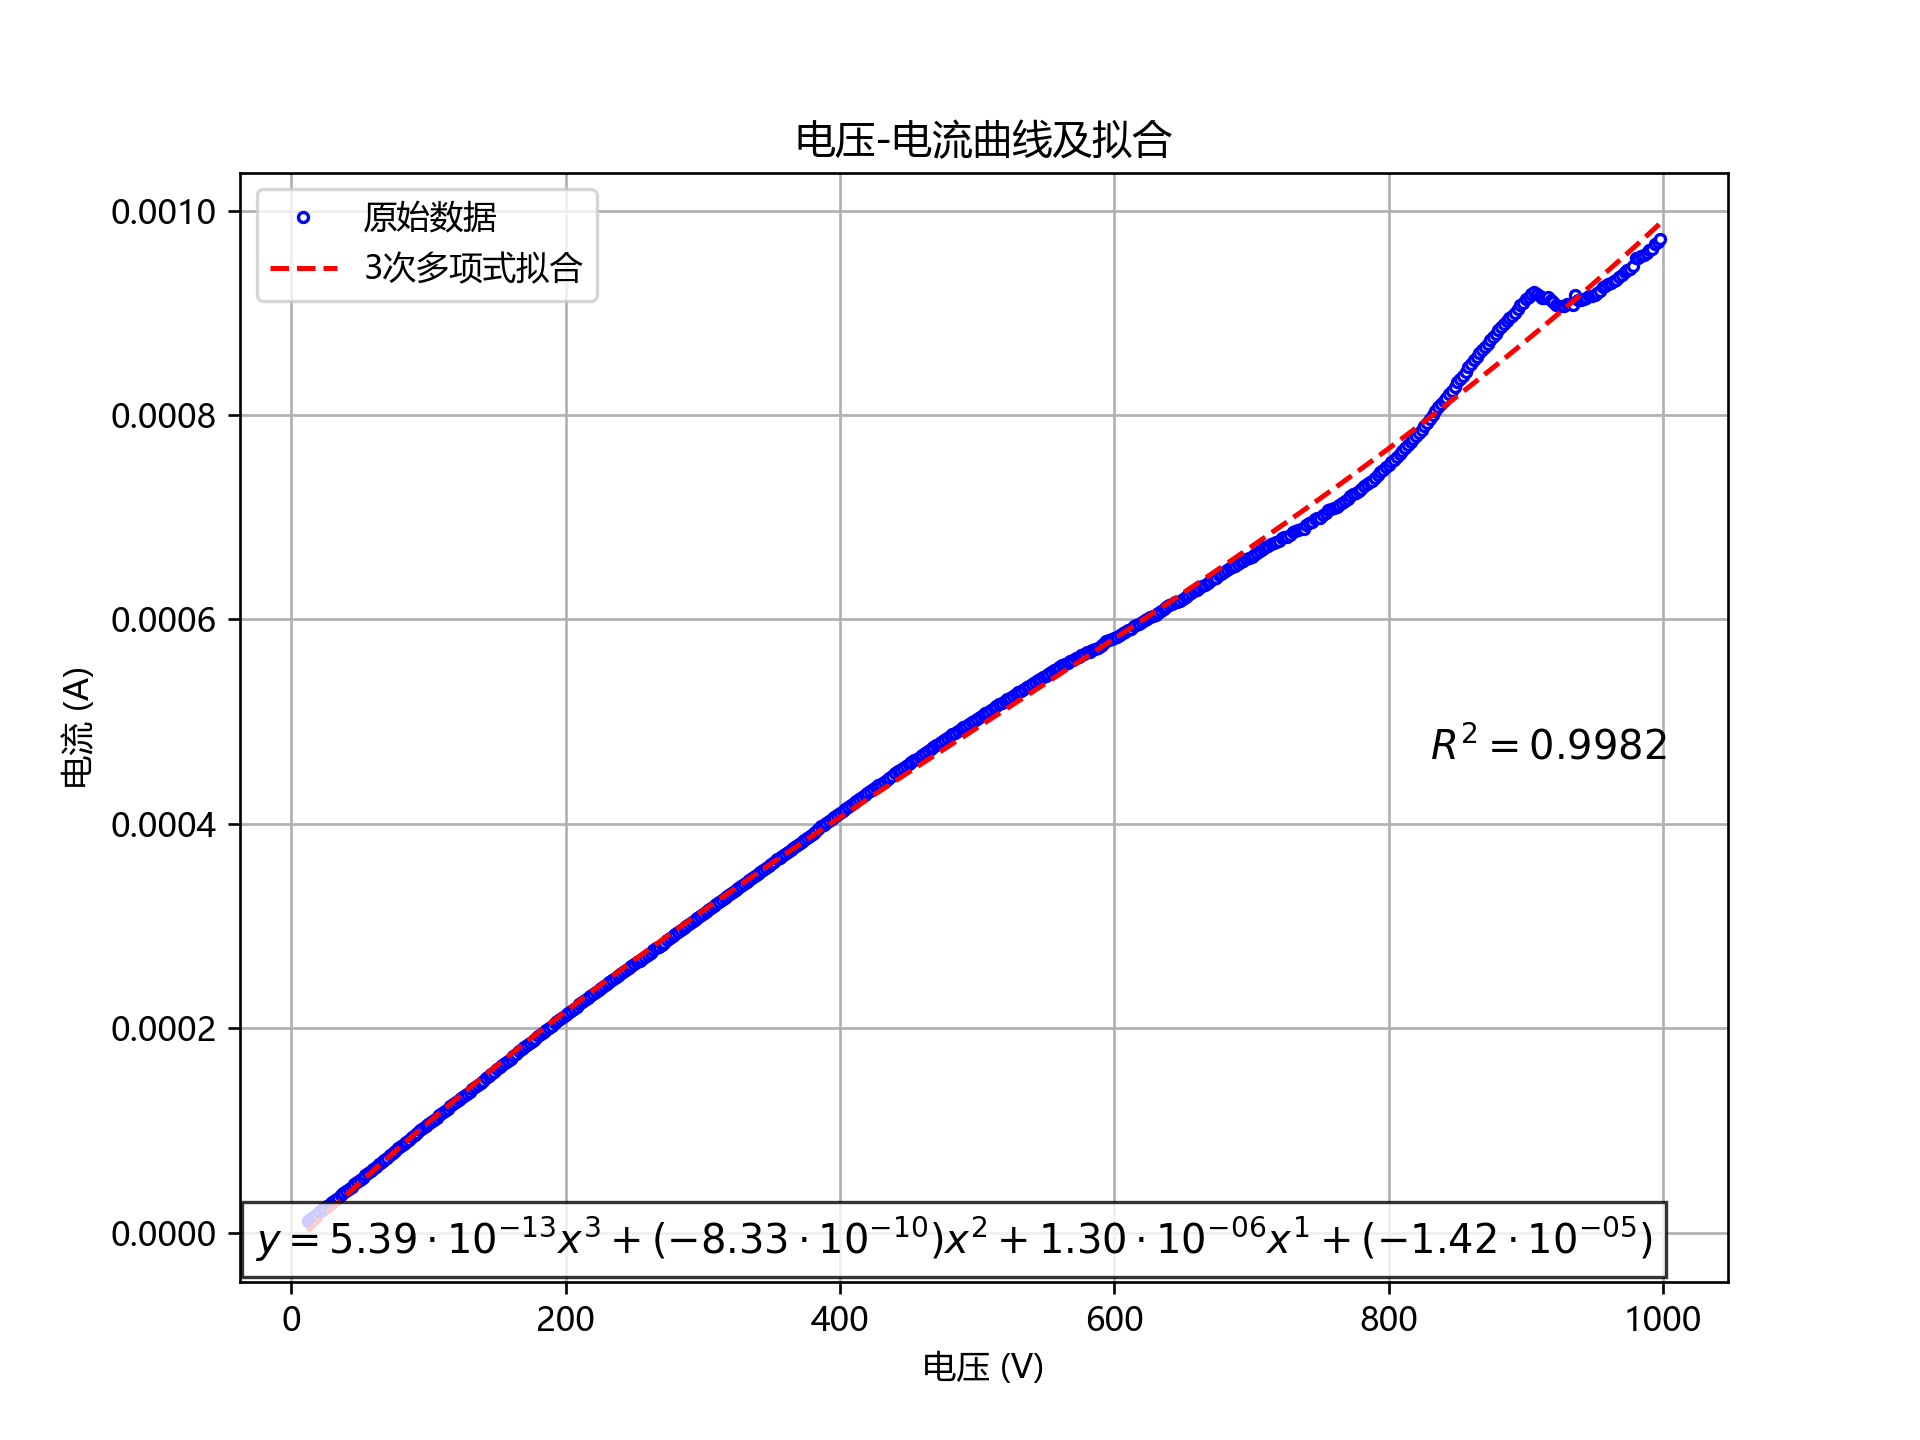 电压-电流曲线及拟合
原始数据
3次多项式拟合
0.0010
0.0008
0.0006
0.0004
0.0002
0.0000
电流 (A)
R² = 0.9982
y = 5.39 · 10⁻¹³x³ + (−8.33 · 10⁻¹⁰)x² + 1.30 · 10⁻⁰⁶x¹ + (−1.42 · 10⁻⁰⁵)
0 200 400 600 800 1000
电压 (V)